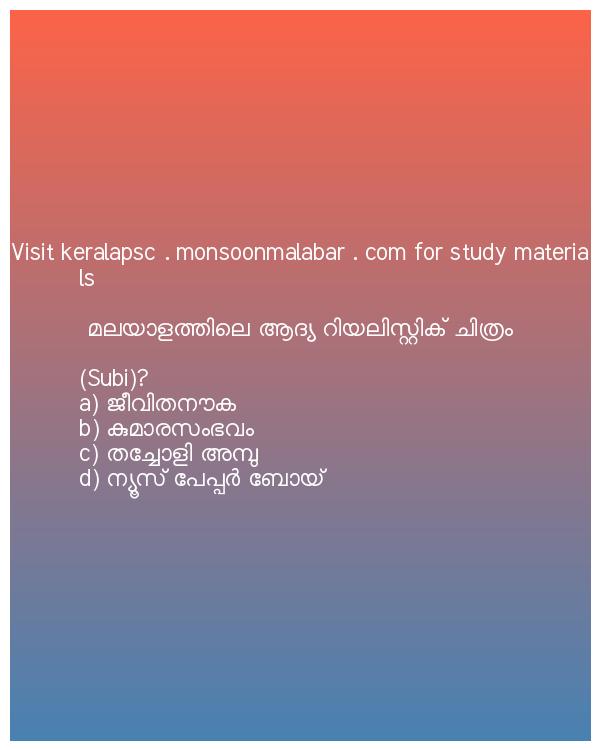 Visit keralapsc . monsoonmalabar . com for study materia
ls
മലയാളത്തിലെ ആദ്യ റിയലിസ്റ്റിക് ചിത്രം
(Subi)?
a) ജീവിതനൗക
b) കുമാരസംഭവം
c) തച്ചോളി അമ്പു
d) ന്യൂസ് പേപ്പർ ബോയ്